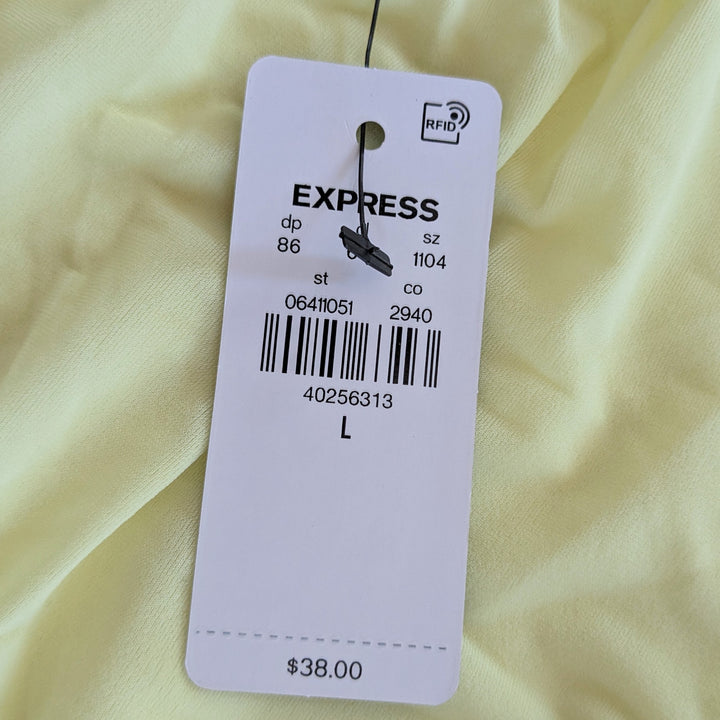 RFID
EXPRESS
dp sz
86 1104
st co
06411051 2940
40256313
L
$38.00